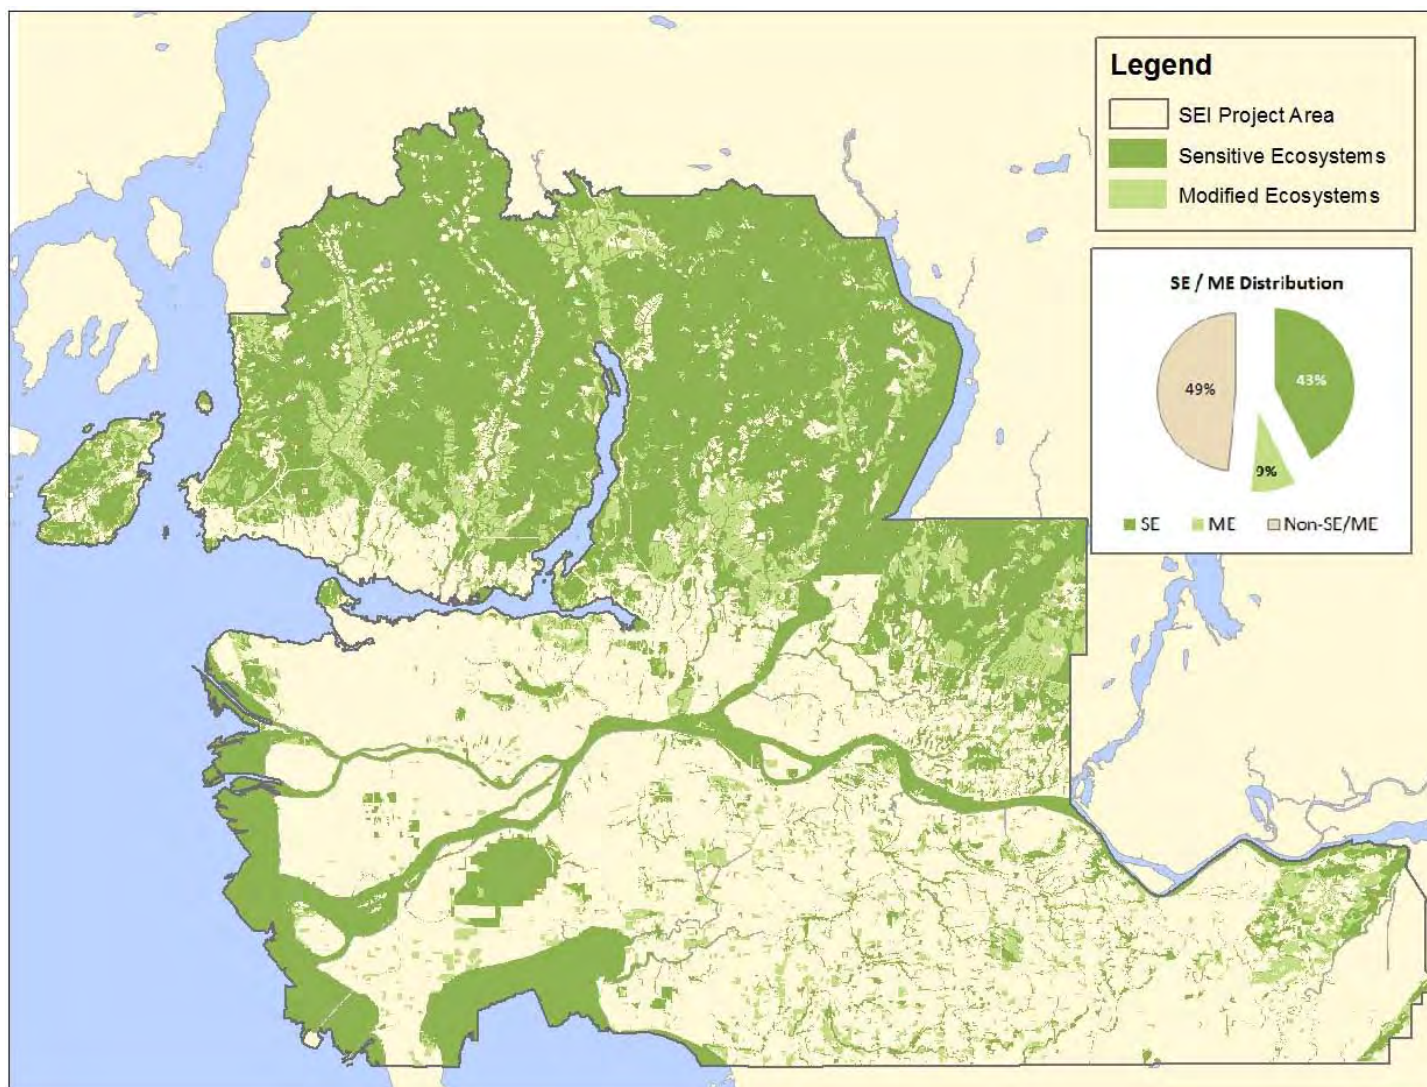 Legend
SEI Project Area
Sensitive Ecosystems
Modified Ecosystems
SE / ME Distribution
49%
43%
9%
SE ME Non-SE/ME